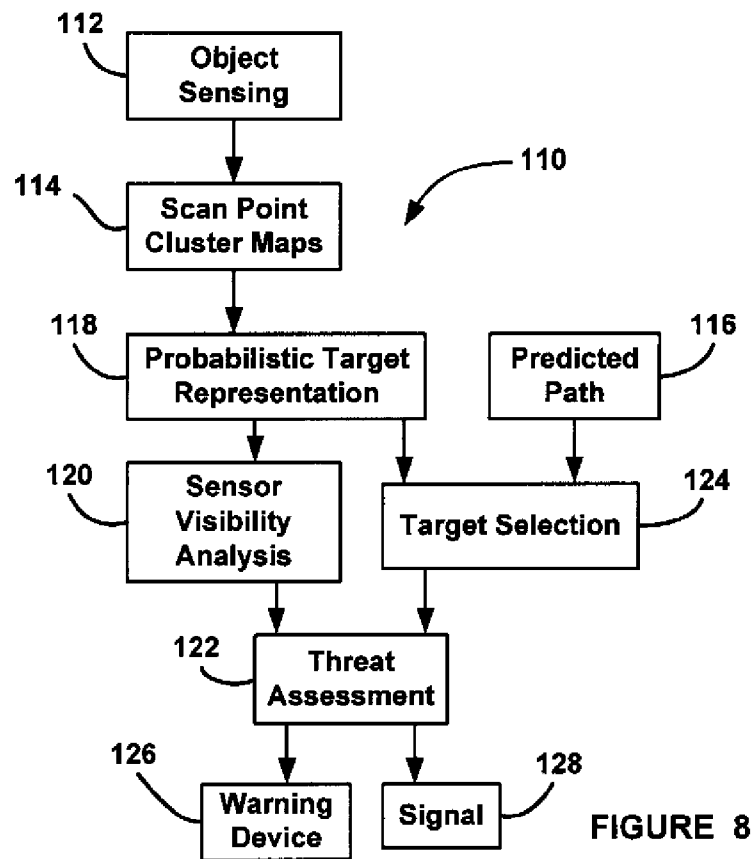 112
Object
Sensing
110
114
Scan Point
Cluster Maps
118
Probabilistic Target
Representation
116
Predicted
Path
120
Sensor
Visibility
Analysis
124
Target Selection
122
Threat
Assessment
126
Warning
Device
128
Signal
FIGURE 8